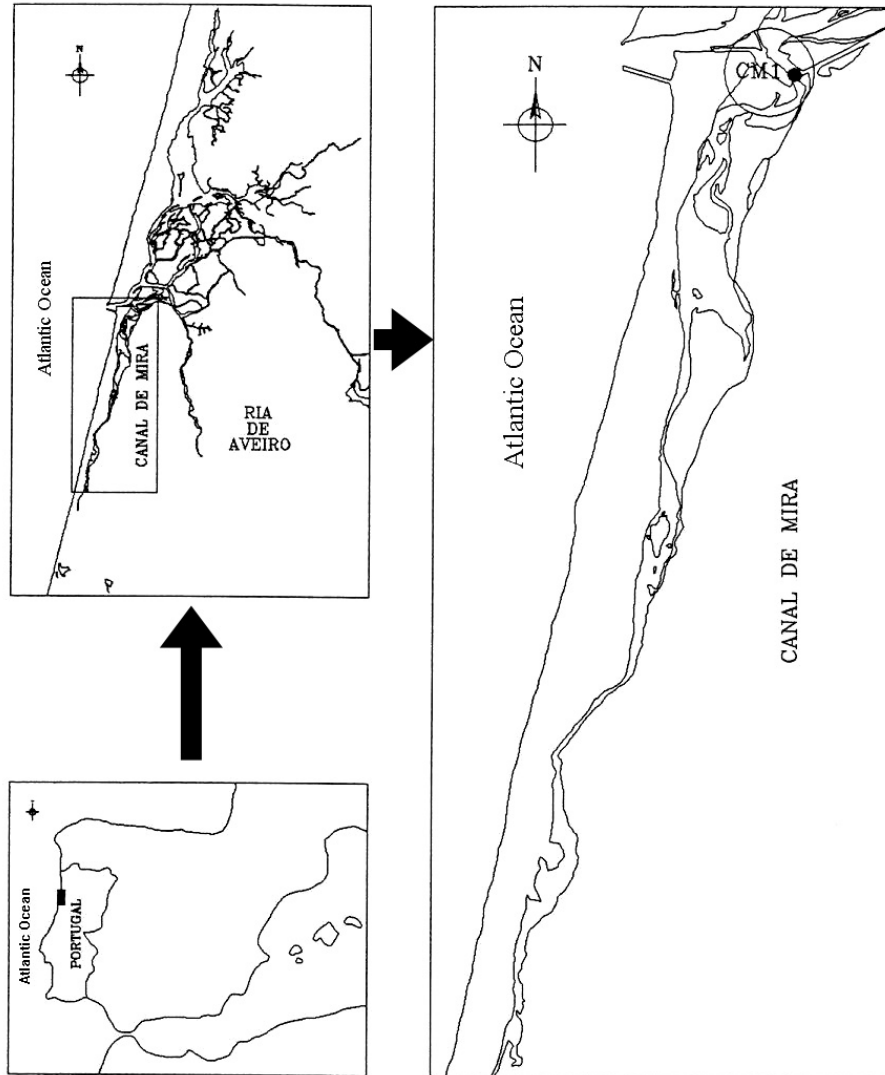 N
Atlantic Ocean
CANAL DE MIRA
RIA
DE
AVEIRO
Atlantic Ocean
PORTUGAL
N
CM1
Atlantic Ocean
CANAL DE MIRA